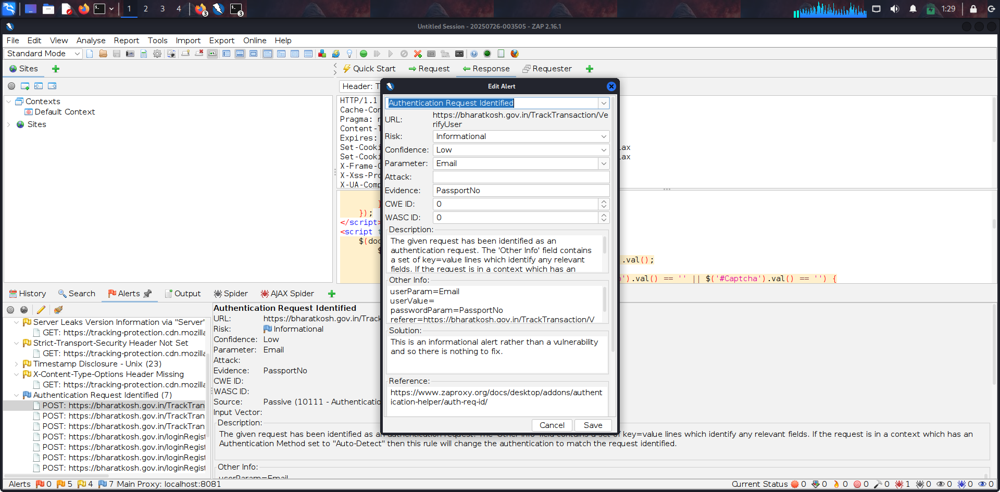 1 2 3 4 3 3 1:29
Untitled Session - 20250726-003505 - ZAP 2.16.1
File Edit View Analyse Report Tools Import Export Online Help
Standard Mode
Sites
Quick Start Request Response Requester
Header: T
Contexts
Default Context
Sites
HTTP/1.1
Cache-Con
Pragma: n
Content-T
Expires:
Set-Cooki ax
Set-Cooki ax
X-Frame-O
X-Xss-Pro
X-UA-Comp
}
});
</script>
<script t
$(doc
$
.val();
').val() == '' || $('#Captcha').val() == '') {
Edit Alert
Authentication Request Identified
URL: https://bharatkosh.gov.in/TrackTransaction/Ve
rifyUser
Risk: Informational
Confidence: Low
Parameter: Email
Attack:
Evidence: PassportNo
CWE ID: 0
WASC ID: 0
Description:
The given request has been identified as an
authentication request. The 'Other Info' field contains
a set of key=value lines which identify any relevant
fields. If the request is in a context which has an
Other Info:
userParam=Email
userValue=
passwordParam=PassportNo
referer=https://bharatkosh.gov.in/TrackTransaction/V
Solution:
This is an informational alert rather than a vulnerability
and so there is nothing to fix.
Reference:
https://www.zaproxy.org/docs/desktop/addons/authent
ication-helper/auth-req-id/
Cancel Save
History Search Alerts Output Spider AJAX Spider
Server Leaks Version Information via "Server"
GET: https://tracking-protection.cdn.mozilla
Strict-Transport-Security Header Not Set
GET: https://tracking-protection.cdn.mozilla
Timestamp Disclosure - Unix (23)
X-Content-Type-Options Header Missing
GET: https://tracking-protection.cdn.mozilla
Authentication Request Identified (7)
POST: https://bharatkosh.gov.in/TrackTran
POST: https://bharatkosh.gov.in/TrackTran
POST: https://bharatkosh.gov.in/TrackTran
POST: https://bharatkosh.gov.in/loginRegist
POST: https://bharatkosh.gov.in/loginRegist
POST: https://bharatkosh.gov.in/loginRegist
POST: https://bharatkosh.gov.in/loginRegist
Authentication Request Identified
URL: https://bharatkosh.gov.in/Track
Risk: Informational
Confidence: Low
Parameter: Email
Attack:
Evidence: PassportNo
CWE ID:
WASC ID:
Source: Passive (10111 - Authenticatio
Input Vector:
Description:
The given request has been identified as an authentication request. The 'Other Info' field contains a set of key=value lines which identify any relevant fields. If the request is in a context which has an
Authentication Method set to "Auto-Detect" then this rule will change the authentication to match the request identified.
Other Info:
userParam=Email
Alerts 0 5 4 7 Main Proxy: localhost:8081 Current Status 0 0 0 0 0 1 0 0 0 0